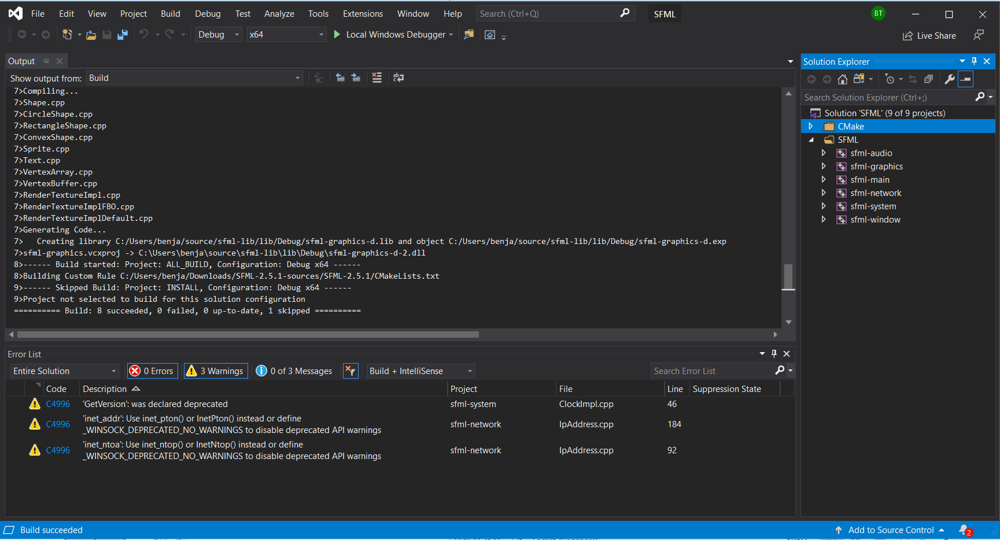 File Edit View Project Build Debug Test Analyze Tools Extensions Window Help Search (Ctrl+Q) SFML BT
Debug x64 Local Windows Debugger Live Share
Output
Show output from: Build
7>Compiling...
7>Shape.cpp
7>CircleShape.cpp
7>RectangleShape.cpp
7>ConvexShape.cpp
7>Sprite.cpp
7>Text.cpp
7>VertexArray.cpp
7>VertexBuffer.cpp
7>RenderTextureImpl.cpp
7>RenderTextureImplFBO.cpp
7>RenderTextureImplDefault.cpp
7>Generating Code...
7>   Creating library C:/Users/benja/source/sfml-lib/lib/Debug/sfml-graphics-d.lib and object C:/Users/benja/source/sfml-lib/lib/Debug/sfml-graphics-d.exp
7>sfml-graphics.vcxproj -> C:\Users\benja\source\sfml-lib\lib\Debug\sfml-graphics-d-2.dll
8>------ Build started: Project: ALL_BUILD, Configuration: Debug x64 ------
8>Building Custom Rule C:/Users/benja/Downloads/SFML-2.5.1-sources/SFML-2.5.1/CMakeLists.txt
9>------ Skipped Build: Project: INSTALL, Configuration: Debug x64 ------
9>Project not selected to build for this solution configuration
========== Build: 8 succeeded, 0 failed, 0 up-to-date, 1 skipped ==========
Solution Explorer
Search Solution Explorer (Ctrl+;)
Solution 'SFML' (9 of 9 projects)
CMake
SFML
sfml-audio
sfml-graphics
sfml-main
sfml-network
sfml-system
sfml-window
Error List
Entire Solution 0 Errors 3 Warnings 0 of 3 Messages Build + IntelliSense Search Error List
Code Description Project File Line Suppression State
C4996 'GetVersion': was declared deprecated sfml-system ClockImpl.cpp 46
'inet_addr': Use inet_pton() or InetPton() instead or define
C4996 _WINSOCK_DEPRECATED_NO_WARNINGS to disable deprecated API warnings sfml-network IpAddress.cpp 184
'inet_ntoa': Use inet_ntop() or InetNtop() instead or define
C4996 _WINSOCK_DEPRECATED_NO_WARNINGS to disable deprecated API warnings sfml-network IpAddress.cpp 92
Build succeeded Add to Source Control 2